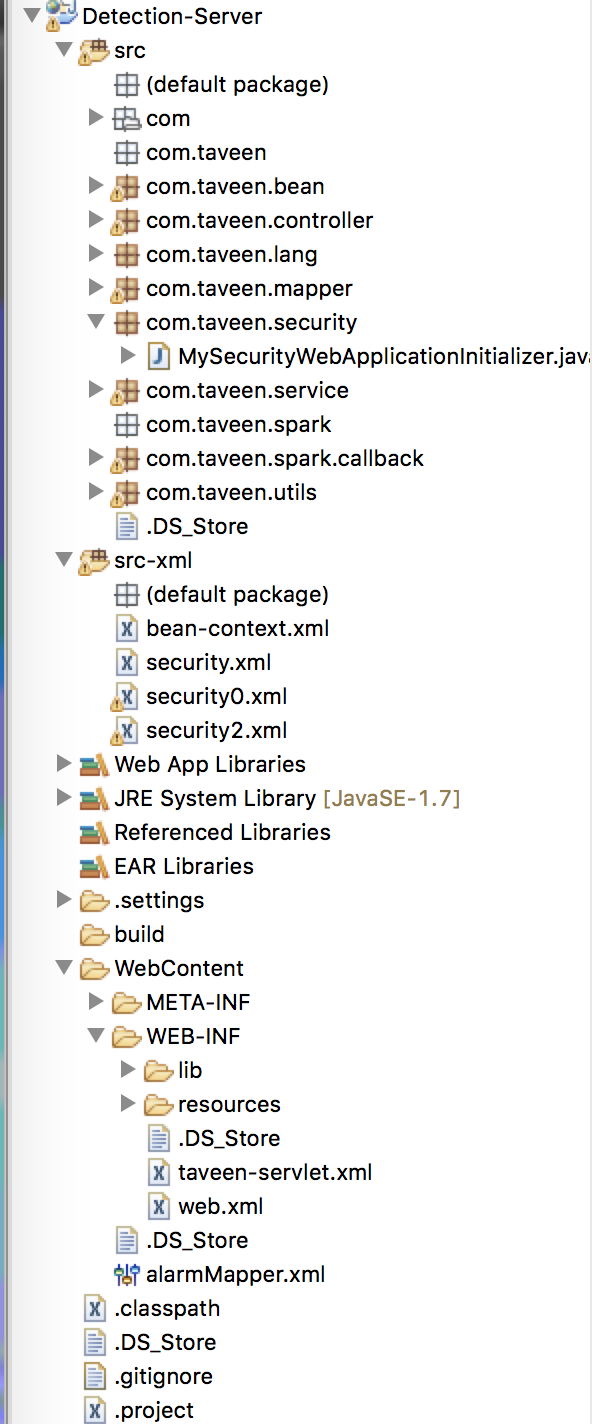 Detection-Server
src
(default package)
com
com.taveen
com.taveen.bean
com.taveen.controller
com.taveen.lang
com.taveen.mapper
com.taveen.security
MySecurityWebApplicationInitializer.java
com.taveen.service
com.taveen.spark
com.taveen.spark.callback
com.taveen.utils
.DS_Store
src-xml
(default package)
bean-context.xml
security.xml
security0.xml
security2.xml
Web App Libraries
JRE System Library [JavaSE-1.7]
Referenced Libraries
EAR Libraries
.settings
build
WebContent
META-INF
WEB-INF
lib
resources
.DS_Store
taveen-servlet.xml
web.xml
.DS_Store
alarmMapper.xml
.classpath
.DS_Store
.gitignore
.project